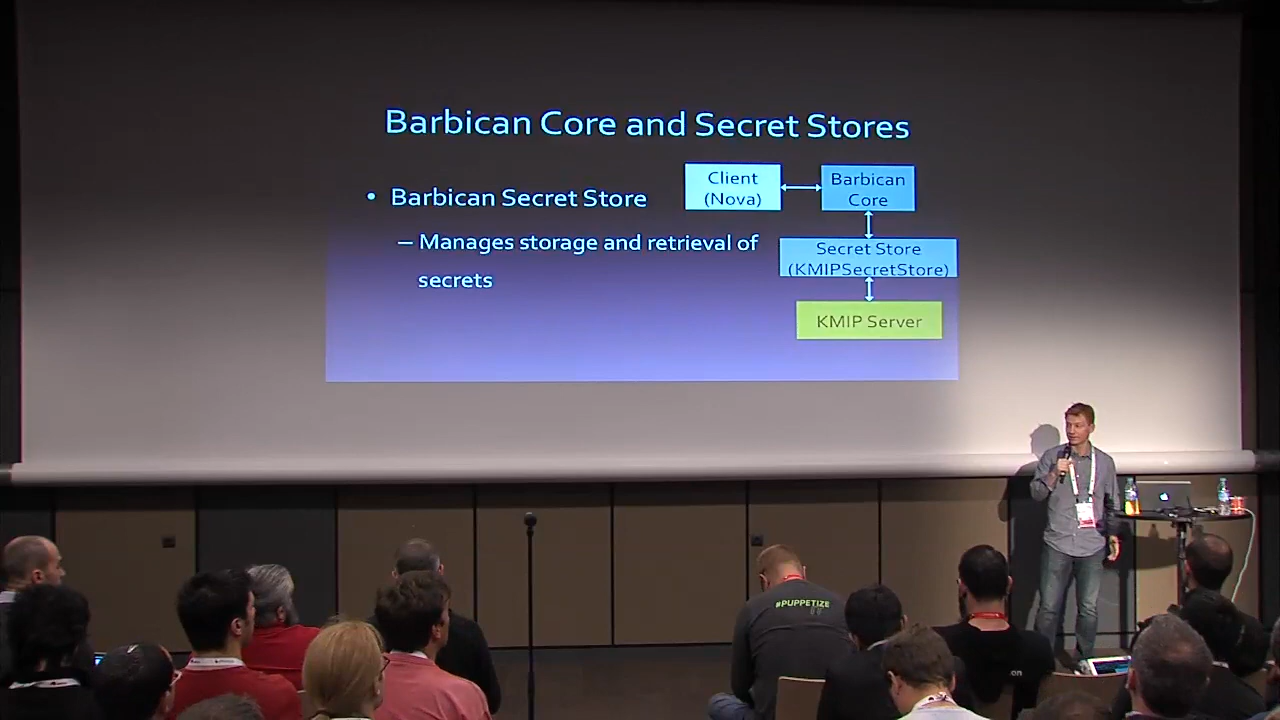 Barbican Core and Secret Stores
• Barbican Secret Store
– Manages storage and retrieval of
secrets
Client
(Nova)
Barbican
Core
Secret Store
(KMIPSecretStore)
KMIP Server
#PUPPETIZE